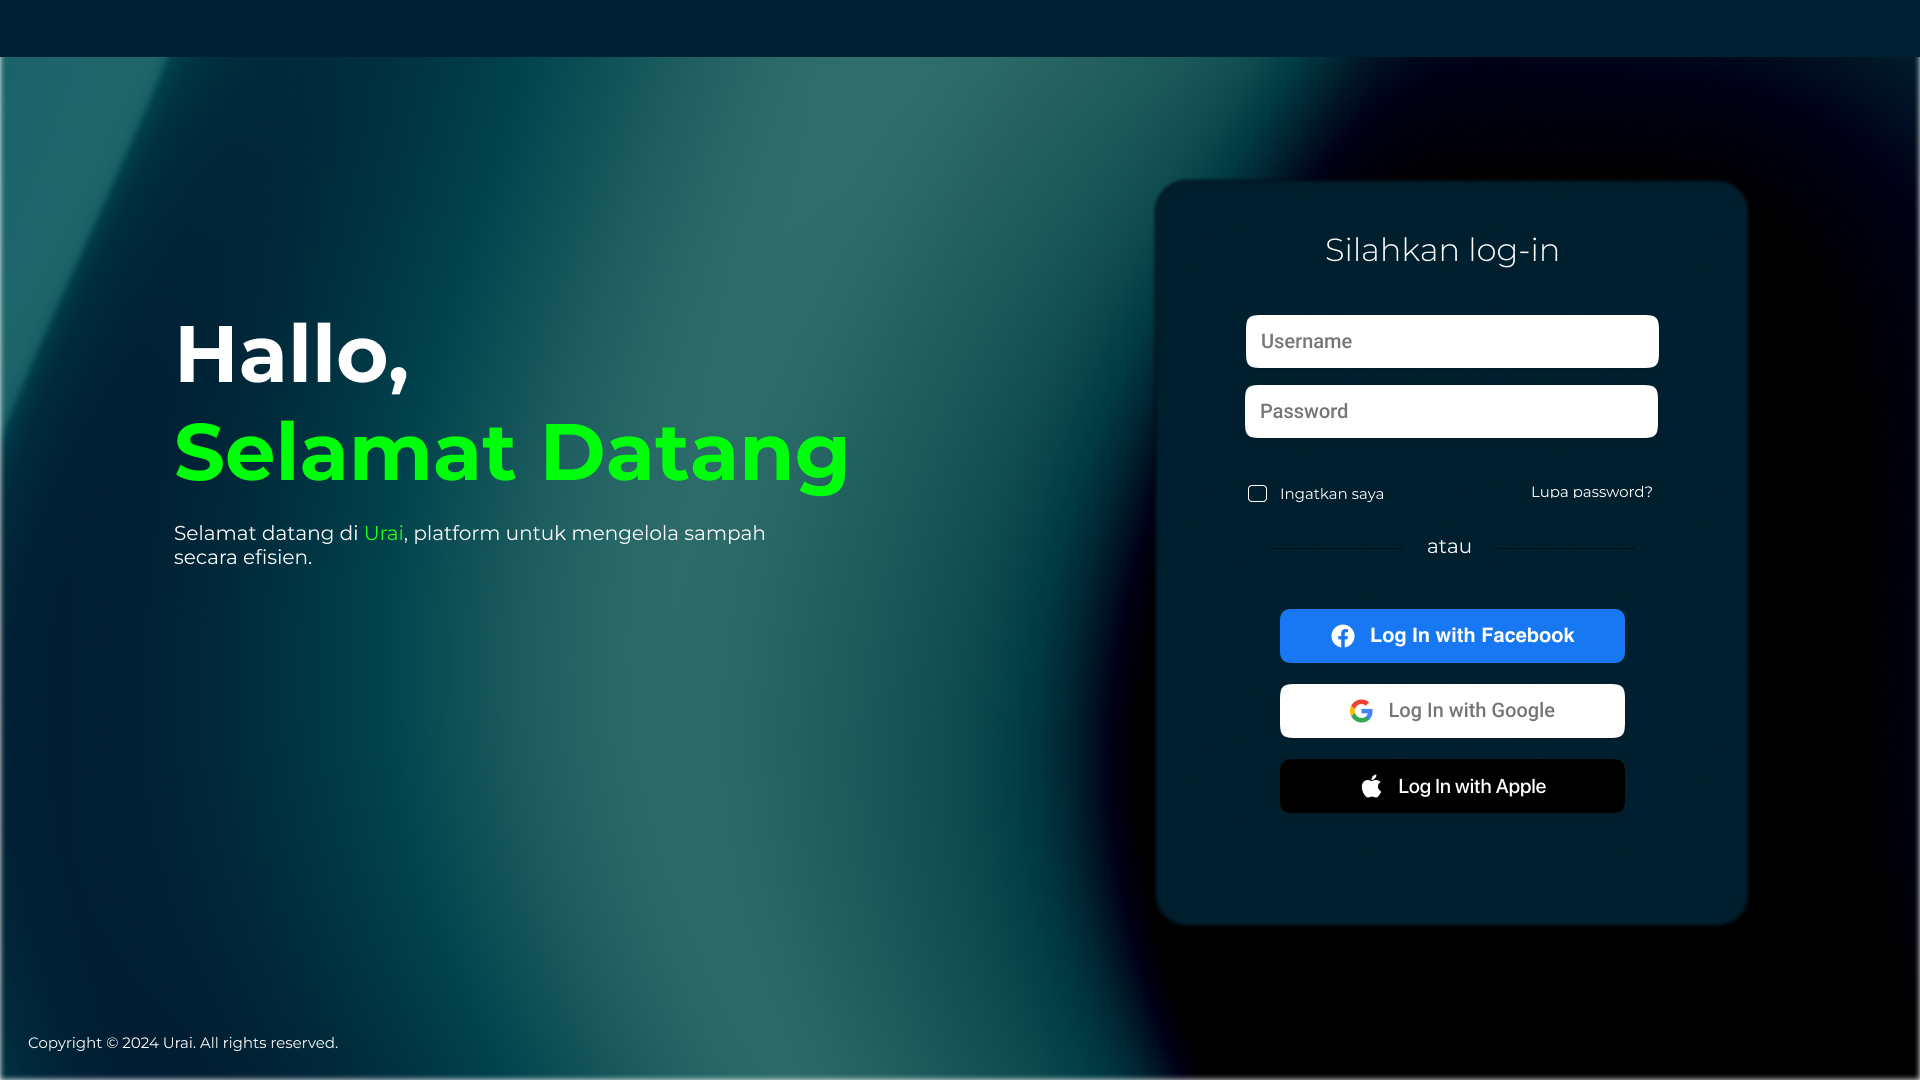 Hallo,
Selamat Datang
Selamat datang di Urai, platform untuk mengelola sampah
secara efisien.
Silahkan log-in
Username
Password
Ingatkan saya
Lupa password?
atau
Log In with Facebook
Log In with Google
Log In with Apple
Copyright © 2024 Urai. All rights reserved.